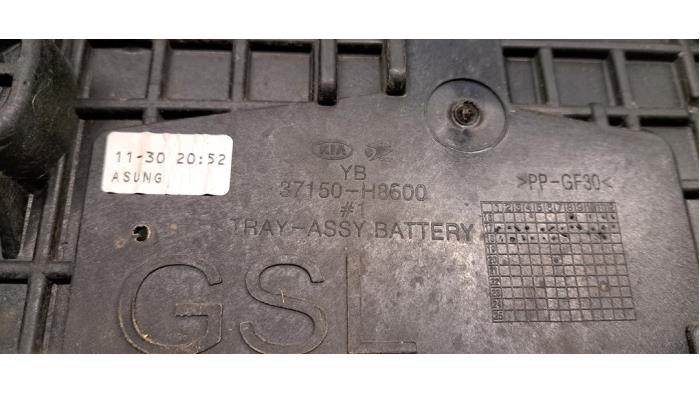 11-30 20:52
ASUNG
KIA
YB
37150-H8600
#1
TRAY-ASSY BATTERY
GSL
>PP-GF30<